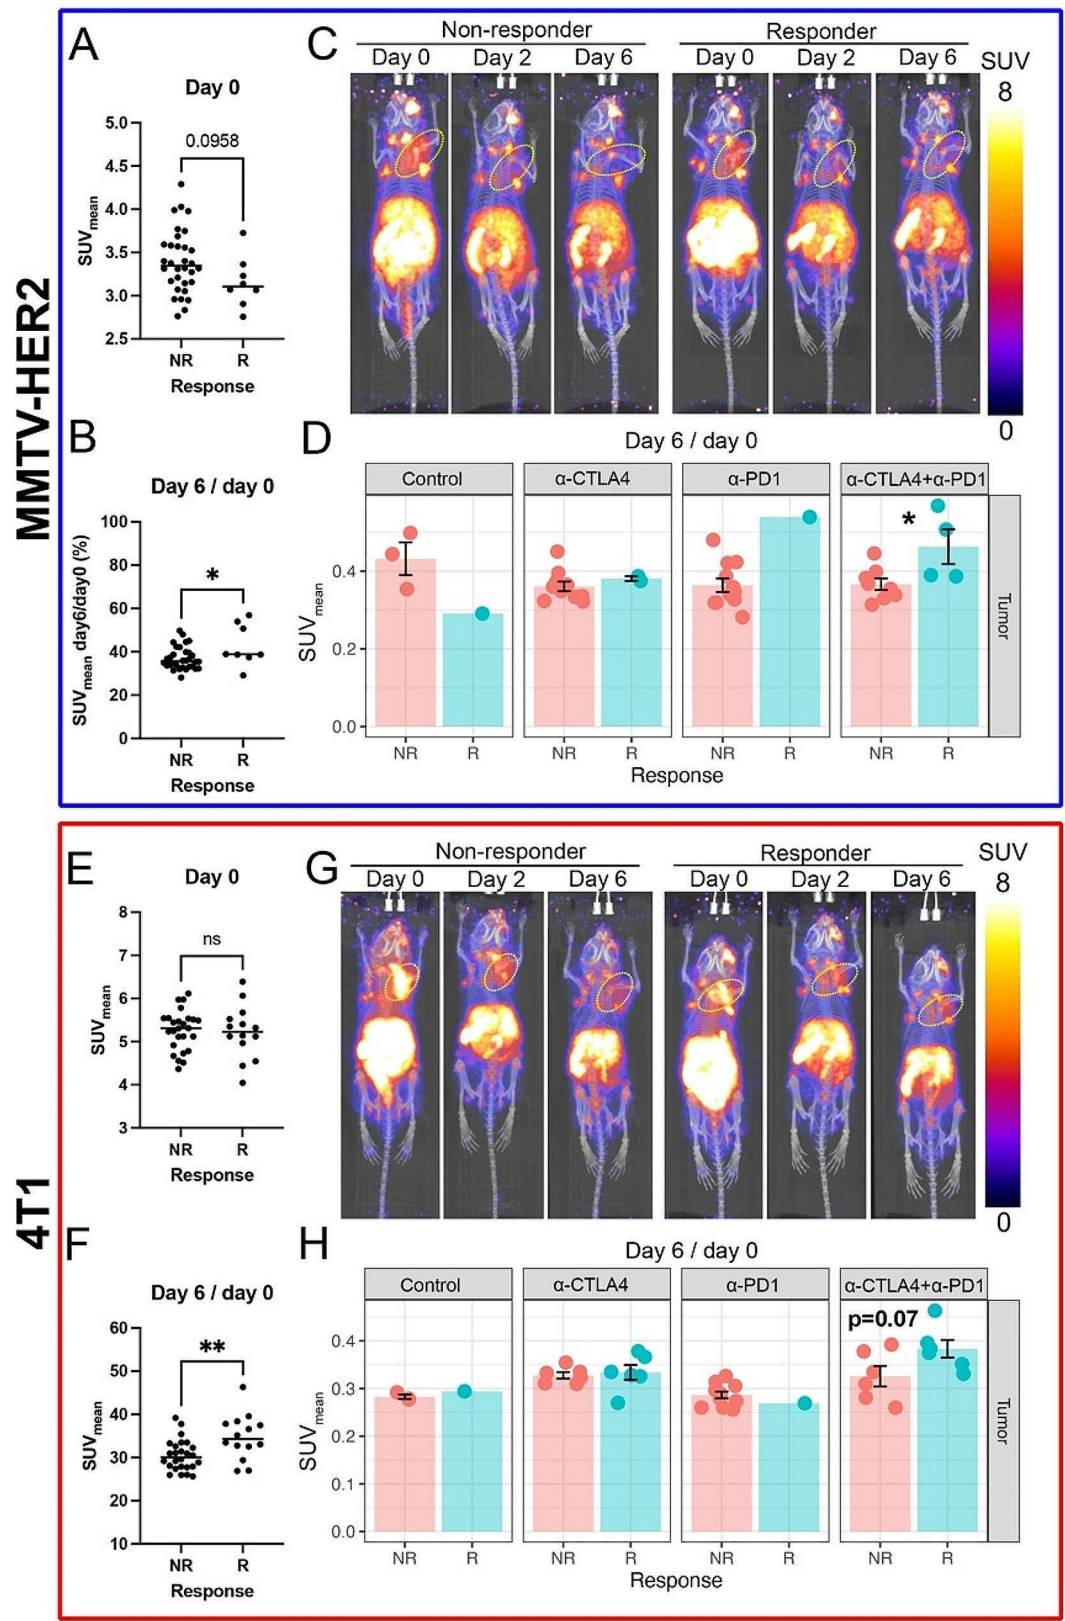 MMTV-HER2
A
Day 0
0.0958
SUVmean
5.0
4.5
4.0
3.5
3.0
2.5
NR R
Response
B
Day 6 / day 0
*
SUVmean day6/day0 (%)
100
80
60
40
20
0
NR R
Response
C
Non-responder Responder
Day 0 Day 2 Day 6 Day 0 Day 2 Day 6 SUV
8
0
D
Day 6 / day 0
Control α-CTLA4 α-PD1 α-CTLA4+α-PD1
*
SUVmean
0.4
0.2
0.0
Tumor
NR R NR R NR R NR R
Response
4T1
E
Day 0
ns
SUVmean
8
7
6
5
4
3
NR R
Response
F
Day 6 / day 0
**
SUVmean
60
50
40
30
20
10
NR R
Response
G
Non-responder Responder
Day 0 Day 2 Day 6 Day 0 Day 2 Day 6 SUV
8
0
H
Day 6 / day 0
Control α-CTLA4 α-PD1 α-CTLA4+α-PD1
p=0.07
SUVmean
0.4
0.3
0.2
0.1
0.0
Tumor
NR R NR R NR R NR R
Response